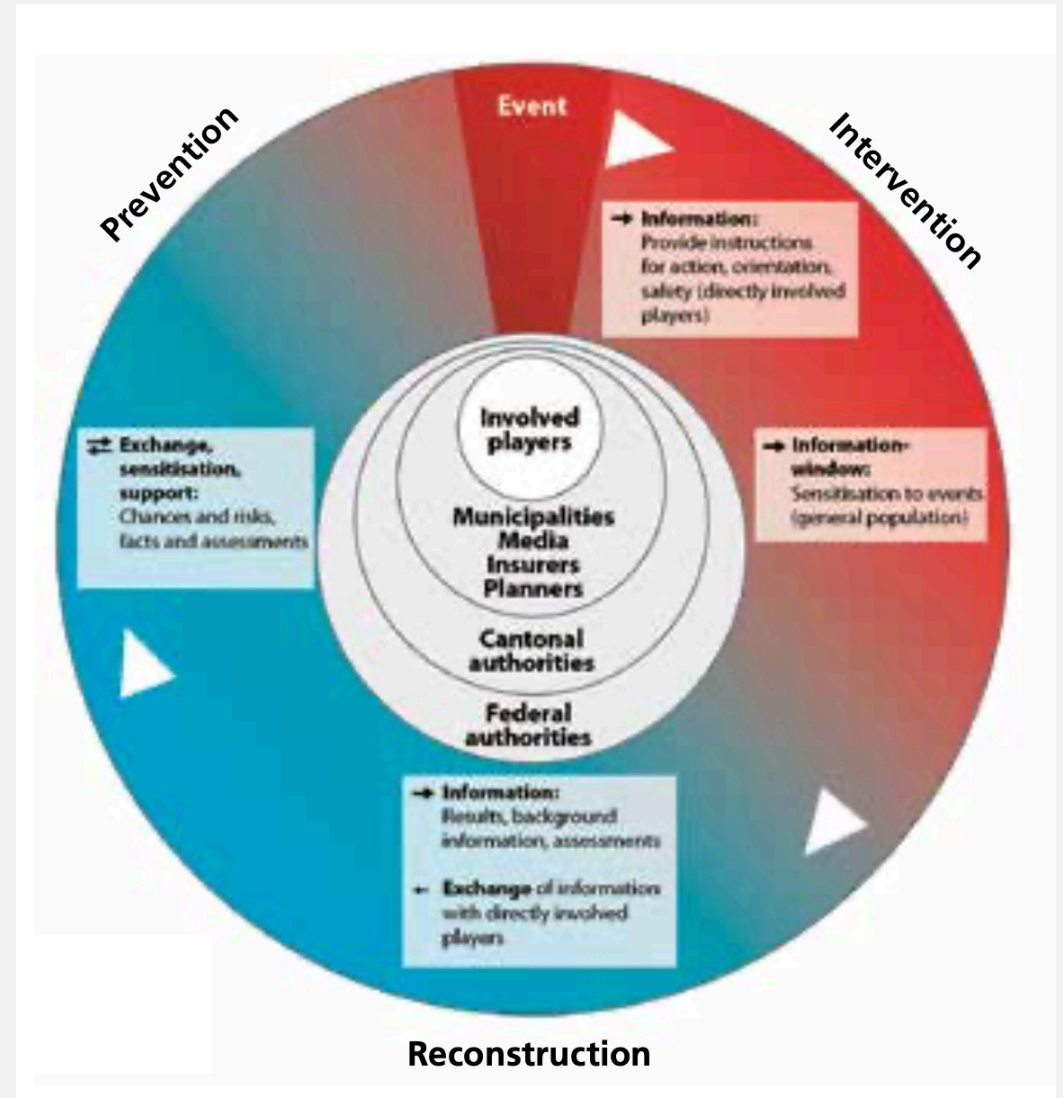 Event
Prevention
Intervention
→ Information:
Provide instructions
for action, orientation,
safety (directly involved
players)
Involved
players
Municipalities
Media
Insurers
Planners
Cantonal
authorities
Federal
authorities
⇄ Exchange,
sensitisation,
support:
Chances and risks,
facts and assessments
→ Information-
window:
Sensitisation to events
(general population)
→ Information:
Results, background
information, assessments
← Exchange of information
with directly involved
players
Reconstruction